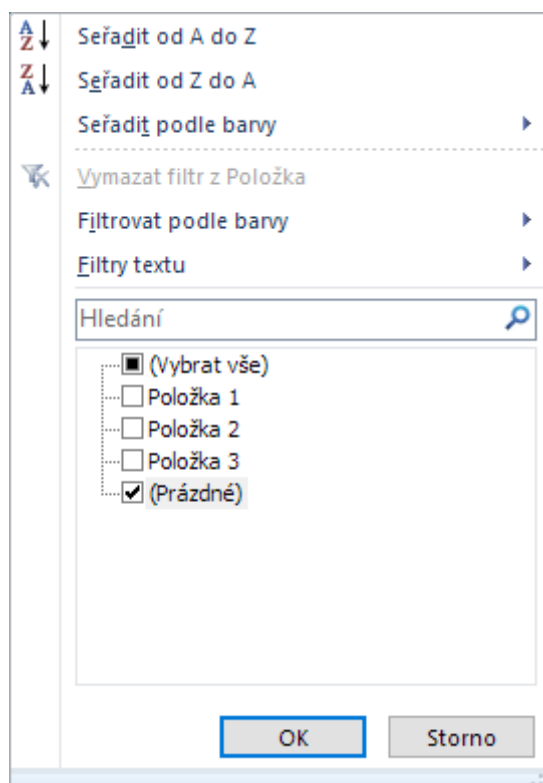 Seřadit od A do Z
Seřadit od Z do A
Seřadit podle barvy
Vymazat filtr z Položka
Filtrovat podle barvy
Filtry textu
Hledání
(Vybrat vše)
Položka 1
Položka 2
Položka 3
(Prázdné)
OK Storno